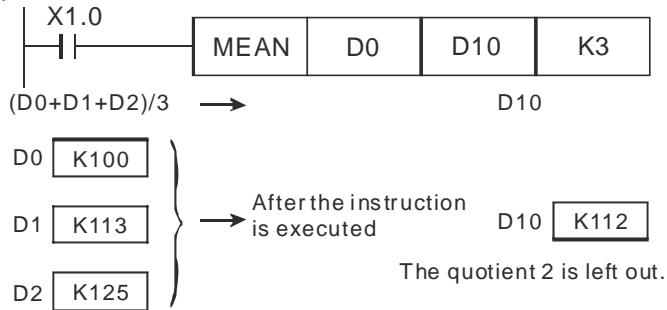 X1.0
MEAN D0 D10 K3
(D0+D1+D2)/3 D10
D0 K100
D1 K113
After the instruction
is executed
D10 K112
The quotient 2 is left out.
D2 K125